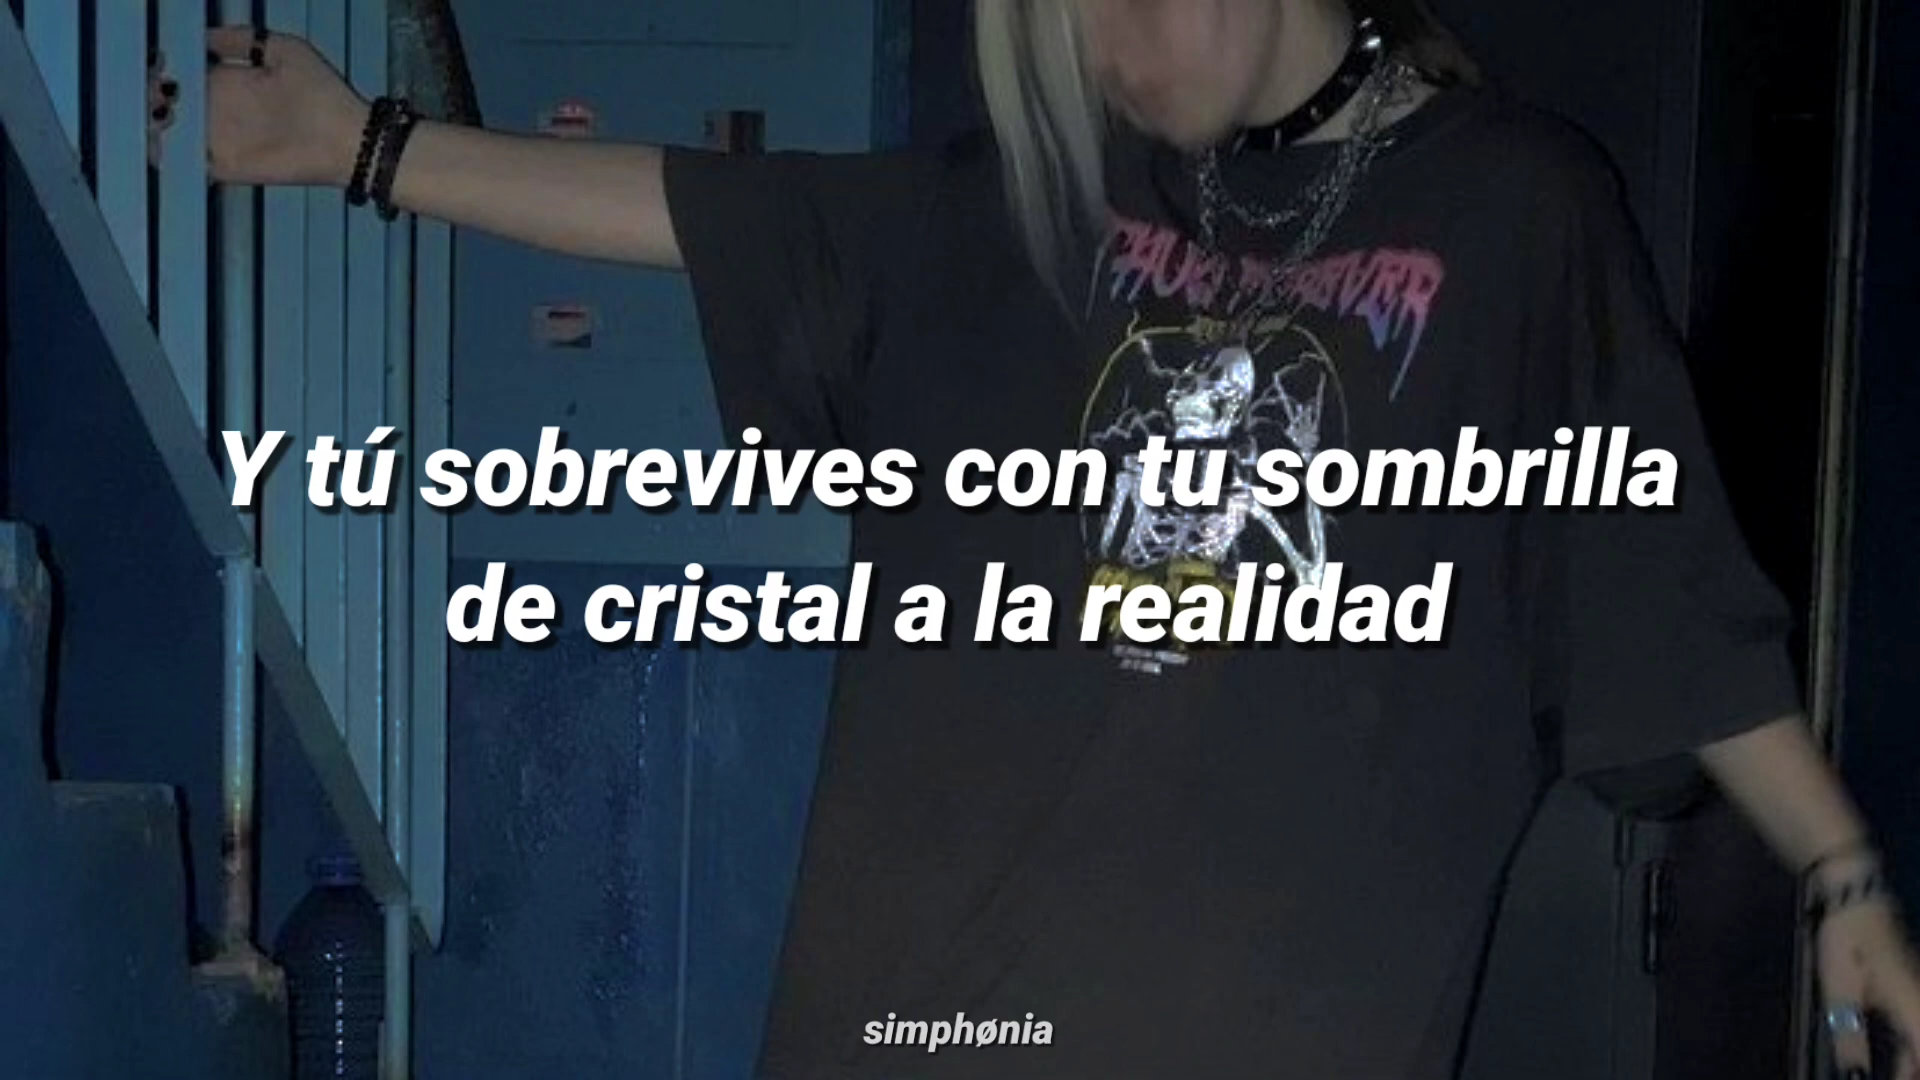 Y tú sobrevives con tu sombrilla
de cristal a la realidad
simphønia